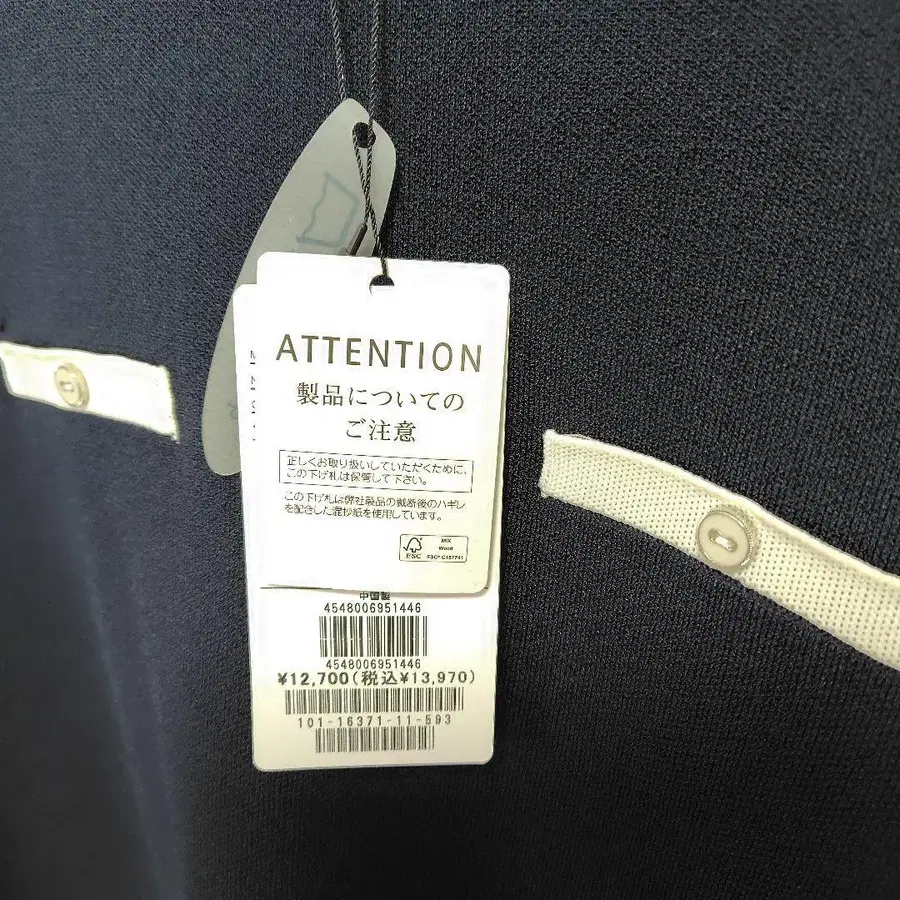 ATTENTION
製品についての
ご注意
正しくお取り扱いしていただくために、
この下げ札は保管して下さい。
この下げ札は弊社製品の裁断後のハギレ
を配合した混抄紙を使用しています。
FSC
MIX
Wood
中国製
4548006951446
4548006951446
¥12,700(税込¥13,970)
101-16371-11-593